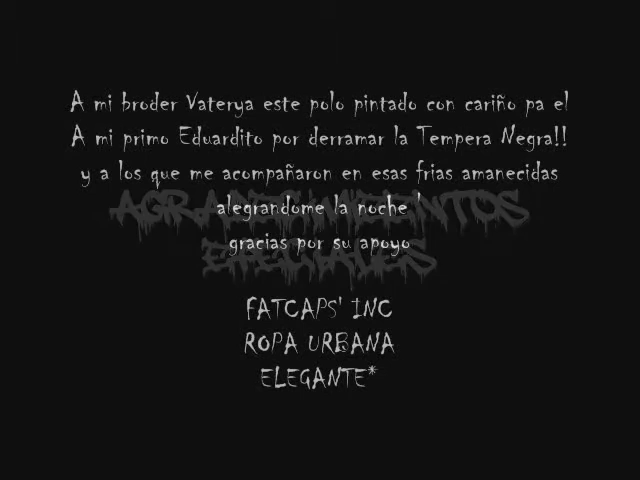 A mi broder Vaterya este polo pintado con cariño pa el
A mi primo Eduardito por derramar la Tempera Negra!!
y a los que me acompañaron en esas frias amanecidas
alegrandome la noche '
AGRADECIMIENTOS
gracias por su apoyo
EPECIALES
FATCAPS' INC
ROPA URBANA
ELEGANTE*